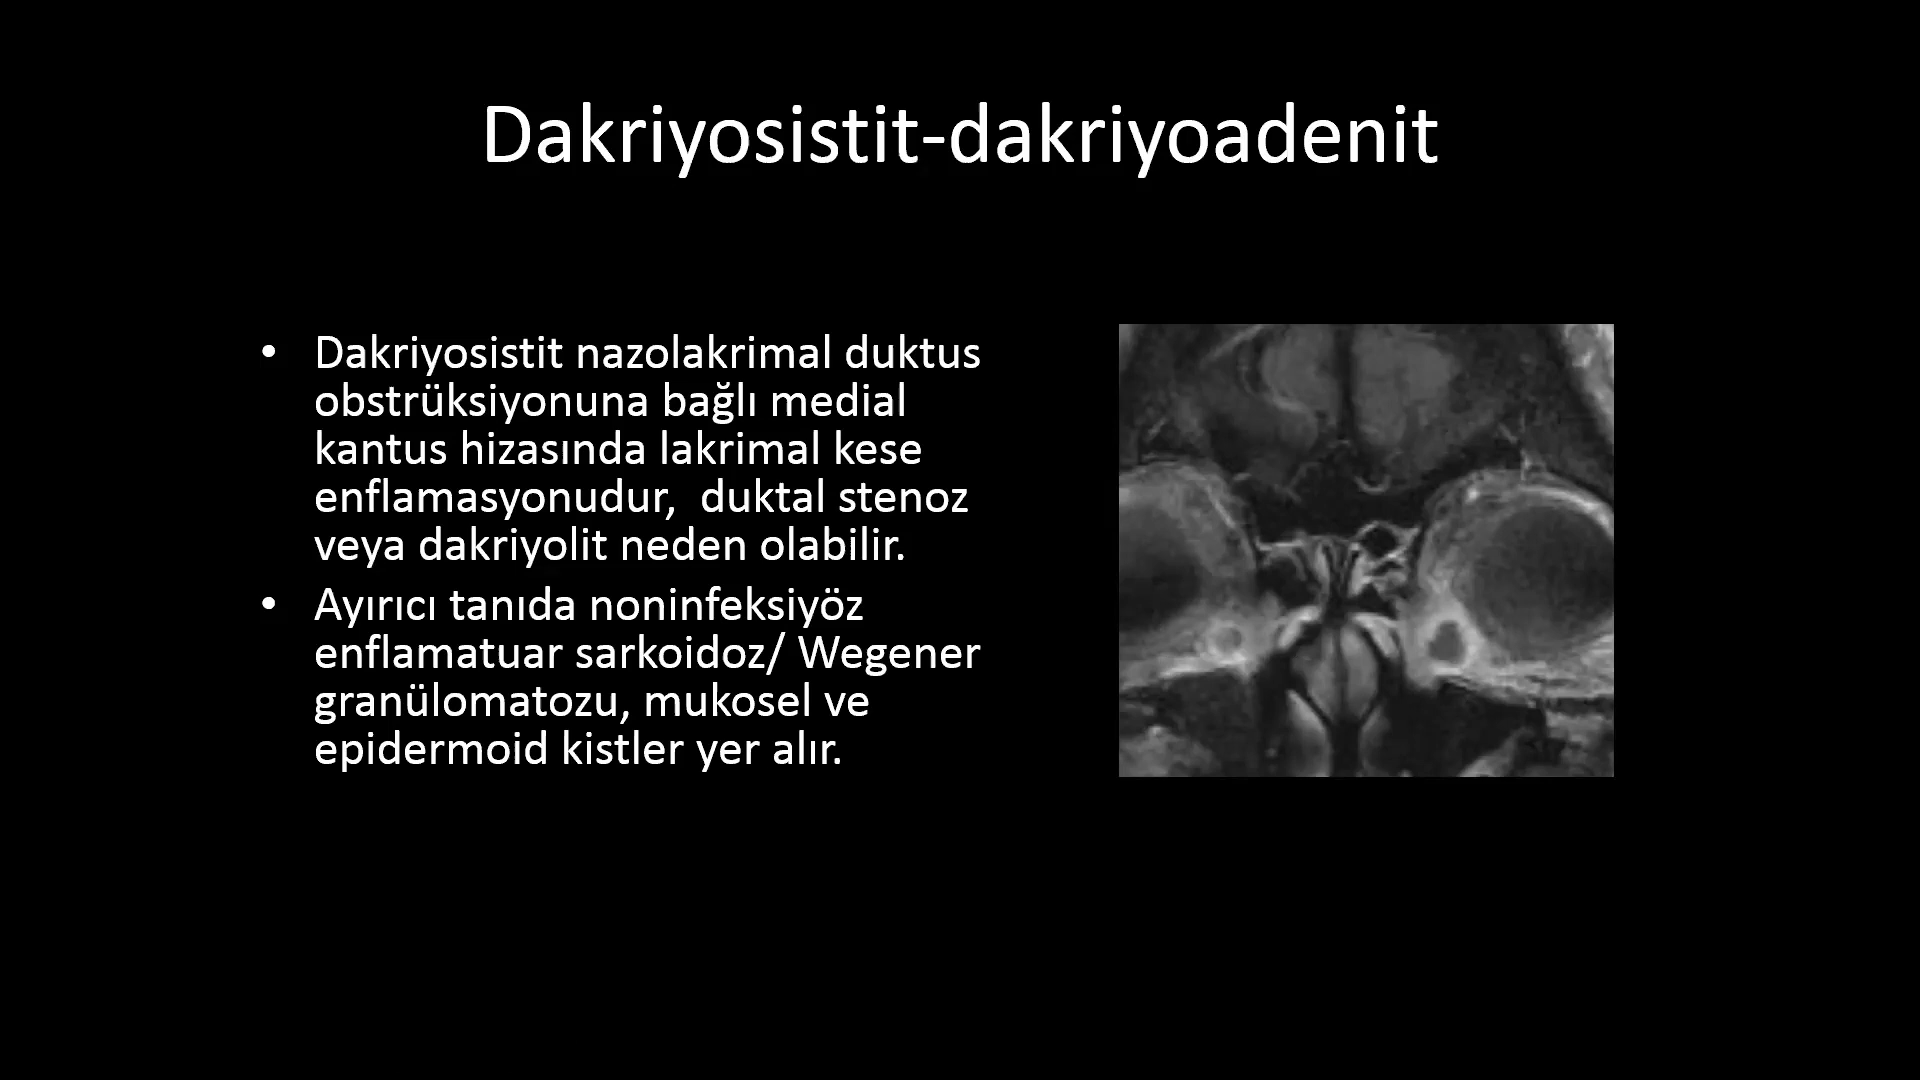 Dakriyosistit-dakriyoadenit
• Dakriyosistit nazolakrimal duktus
obstrüksiyonuna bağlı medial
kantus hizasında lakrimal kese
enflamasyonudur,  duktal stenoz
veya dakriyolit neden olabilir.
• Ayırıcı tanıda noninfeksiyöz
enflamatuar sarkoidoz/ Wegener
granülomatozu, mukosel ve
epidermoid kistler yer alır.